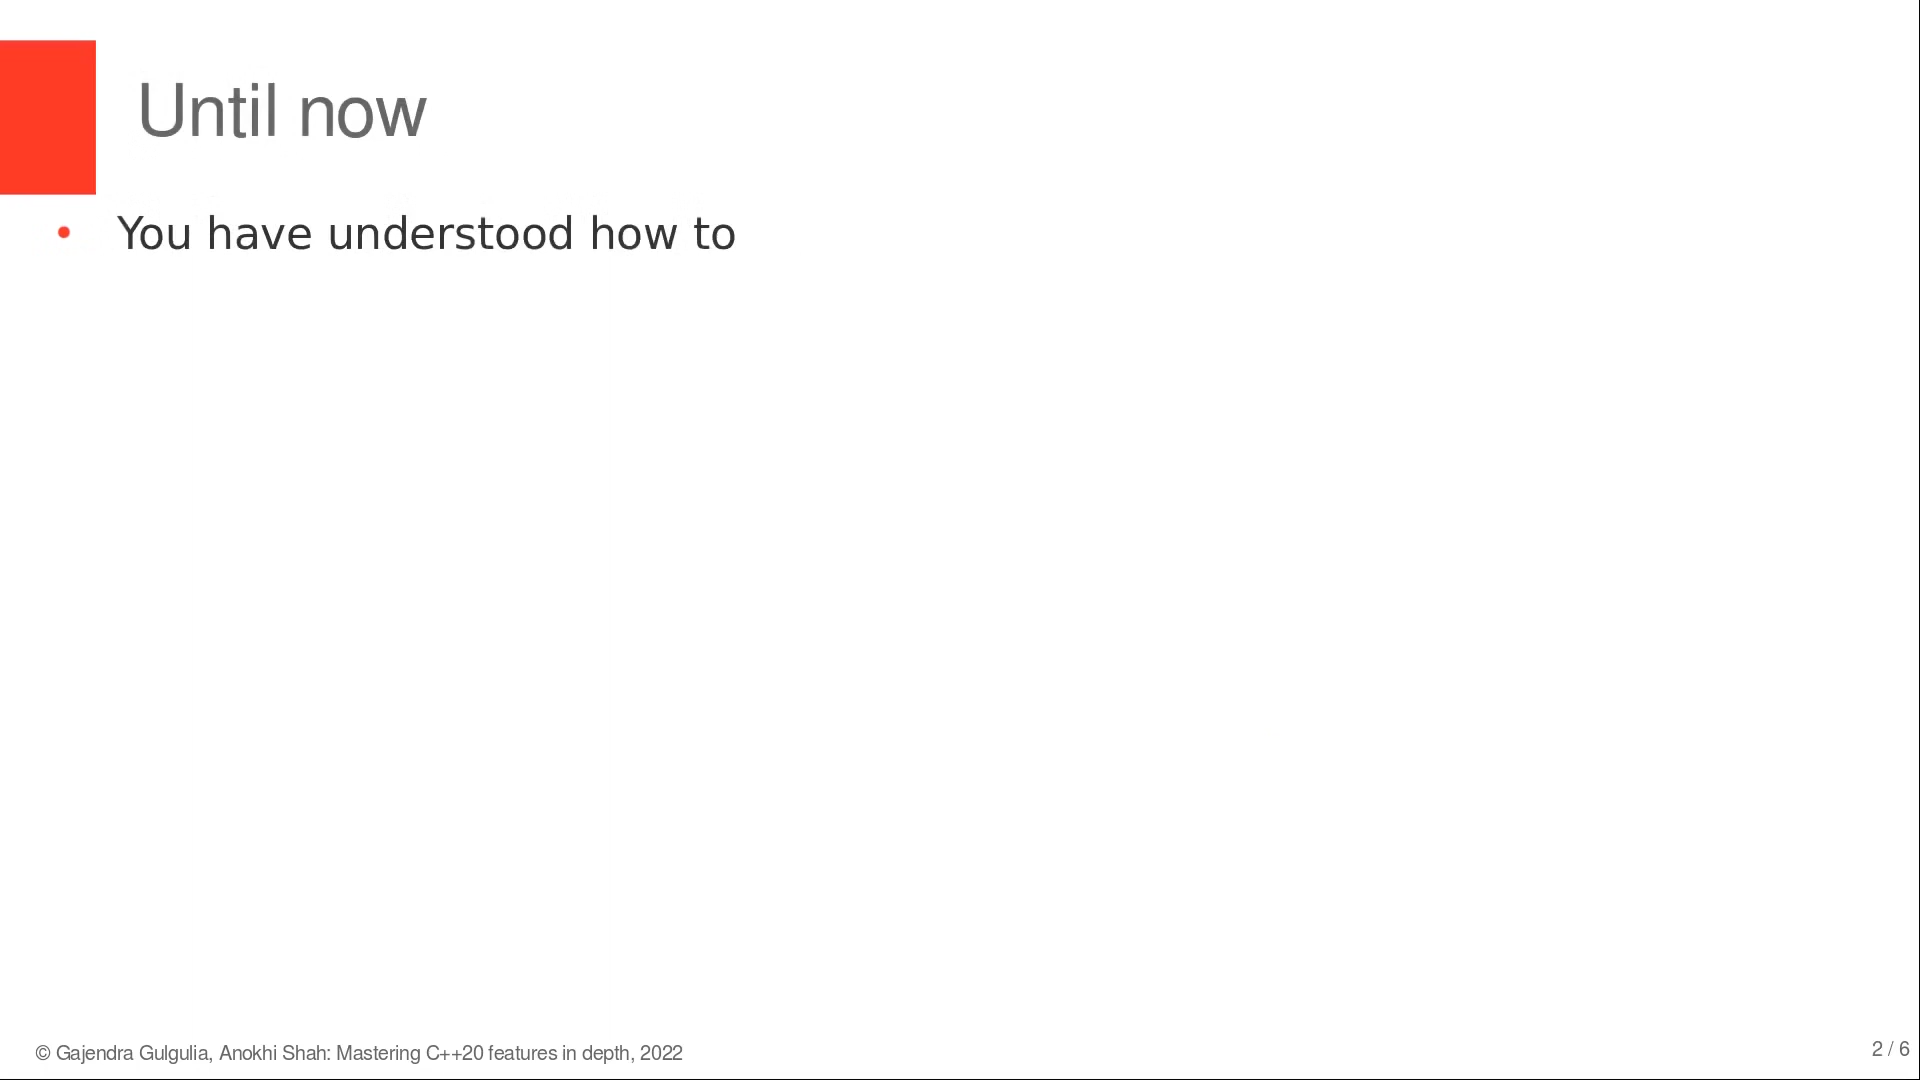 Until now
• You have understood how to
© Gajendra Gulgulia, Anokhi Shah: Mastering C++20 features in depth, 2022
2 / 6